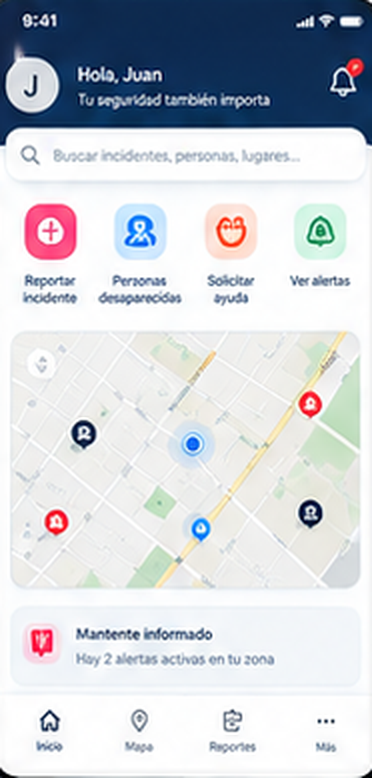 9:41
J
Hola, Juan
Tu seguridad también importa
Buscar incidentes, personas, lugares...
Reportar
incidente
Personas
desaparecidas
Solicitar
ayuda
Ver alertas
Mantente informado
Hay 2 alertas activas en tu zona
Inicio
Mapa
Reportes
Más